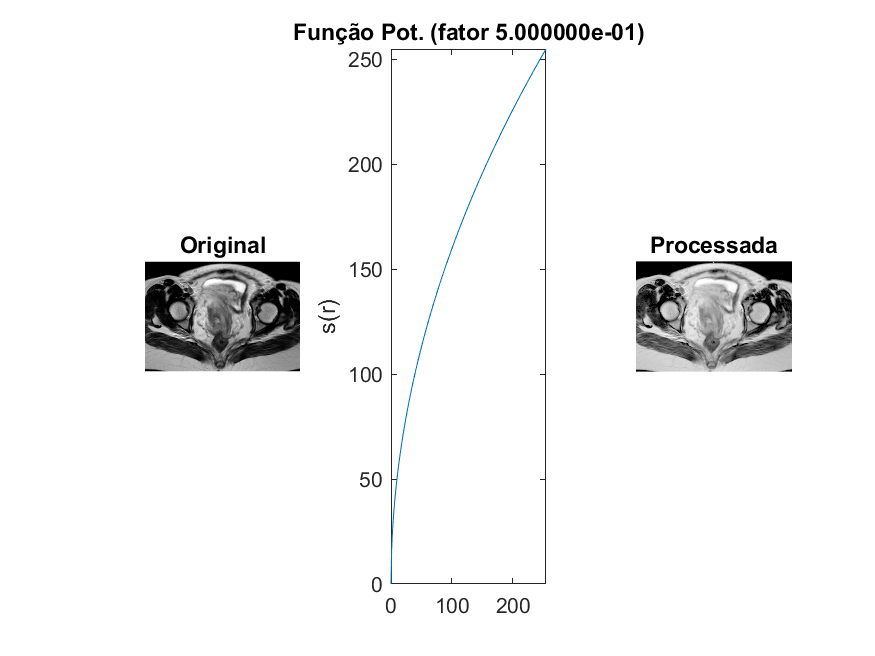 Função Pot. (fator 5.000000e-01)
Original
Processada
s(r)
250
200
150
100
50
0
0 100 200